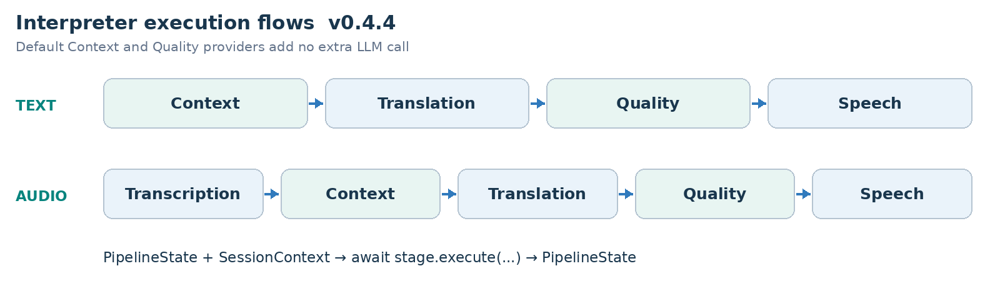 Interpreter execution flows  v0.4.4
Default Context and Quality providers add no extra LLM call
TEXT
Context → Translation → Quality → Speech
AUDIO
Transcription → Context → Translation → Quality → Speech
PipelineState + SessionContext → await stage.execute(...) → PipelineState